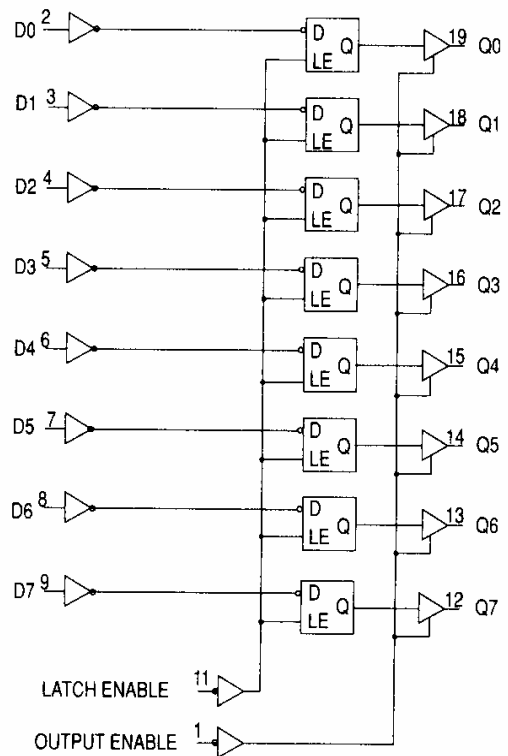 D0 2 D Q LE 19 Q0
D1 3 D Q LE 18 Q1
D2 4 D Q LE 17 Q2
D3 5 D Q LE 16 Q3
D4 6 D Q LE 15 Q4
D5 7 D Q LE 14 Q5
D6 8 D Q LE 13 Q6
D7 9 D Q LE 12 Q7
LATCH ENABLE 11
OUTPUT ENABLE 1